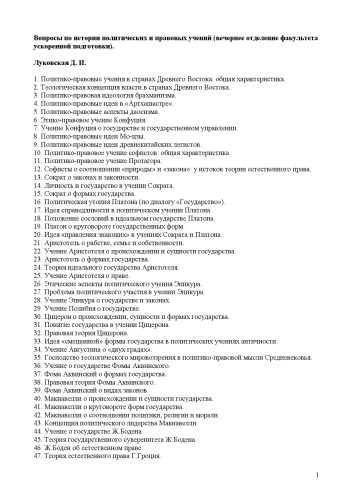 Вопросы по истории политических и правовых учений (вечернее отделение факультета
ускоренной подготовки).
Луковская Д. И.
1. Политико-правовые учения в странах Древнего Востока: общая характеристика.
2. Теологическая концепция власти в странах Древнего Востока.
3. Политико-правовая идеология брахманизма.
4. Политико-правовые идеи в «Артхашастре».
5. Политико-правовые аспекты даосизма.
6. Этико-правовое учение Конфуция.
7. Учение Конфуция о государстве и государственном управлении.
8. Политико-правовые идеи Мо-цзы.
9. Политико-правовые идеи древнекитайских легистов.
10. Политико-правовое учение софистов: общая характеристика.
11. Политико-правовое учение Протагора.
12. Софисты о соотношении «природы» и «закона»: у истоков теории естественного права.
13. Сократ о законах и законности.
14. Личность и государство в учении Сократа.
15. Сократ о формах государства.
16. Политическая утопия Платона (по диалогу «Государство»).
17. Идея справедливости в политическом учении Платона.
18. Положение сословий в идеальном государстве Платона.
19. Платон о круговороте государственных форм.
20. Идея «правления знающих» в учениях Сократа и Платона.
21. Аристотель о рабстве, семье и собственности.
22. Учение Аристотеля о происхождении и сущности государства.
23. Аристотель о формах государства.
24. Теория идеального государства Аристотеля.
25. Учение Аристотеля о праве.
26. Этические аспекты политического учения Эпикура.
27. Проблема политического участия в учении Эпикура.
28. Учение Эпикура о государстве и законах.
29. Учение Полибия о государстве.
30. Цицерон о происхождении, сущности и формах государства.
31. Понятие государства в учении Цицерона.
32. Правовая теория Цицерона.
33. Идея «смешанной» формы государства в политических учениях античности.
34. Учение Августина о «двух градах».
35. Господство теологического мировоззрения в политико-правовой мысли Средневековья.
36. Учение о государстве Фомы Аквинского.
37. Фома Аквинский о формах государства.
38. Правовая теория Фомы Аквинского.
39. Фома Аквинский о видах законов.
40. Макиавелли о происхождении и сущности государства.
41. Макиавелли о круговороте форм государства.
42. Макиавелли о соотношении политики, религии и морали.
43. Концепция политического лидерства Макиавелли.
44. Учение о государстве Ж.Бодена.
45. Теория государственного суверенитета Ж.Бодена.
46. Ж.Боден об естественном праве.
47. Теория естественного права Г.Гроция.
1